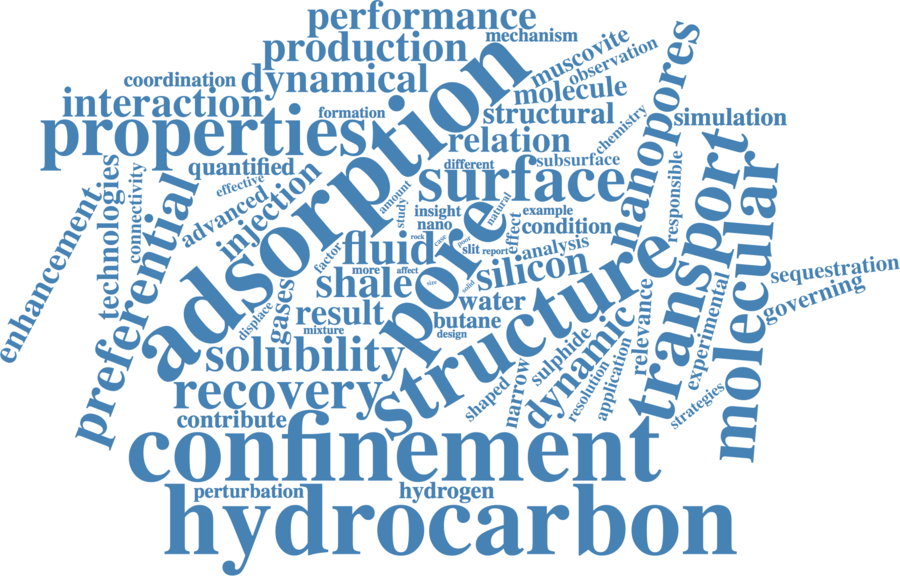 performance
mechanism
production
muscovite
observation
coordination
dynamical
molecule
interaction
formation
structural
chemistry
simulation
properties
adsorption
relation
nanopores
quantified
different
subsurface
surface
technologies
connectivity
effective
preferential
advanced
injection
amount
study
natural
responsible
transport
molecular
insight
nano
example
condition
effect
enhancement
factor
fluid
rock
case
poor
slit
report
analysis
pore
more
affect
shale
size
solid
silicon
structure
sequestration
governing
gases
displace
result
mixture
water
butane
design
dynamic
relevance
experimental
solubility
sulphide
resolution
application
recovery
shaped
narrow
strategies
contribute
confinement
perturbation
hydrogen
hydrocarbon